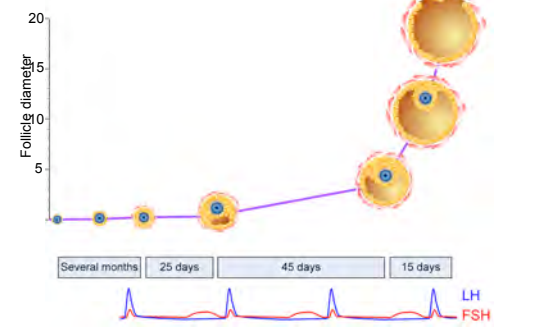 20
15
10
5
Follicle diameter
Several months
25 days
45 days
15 days
LH
FSH